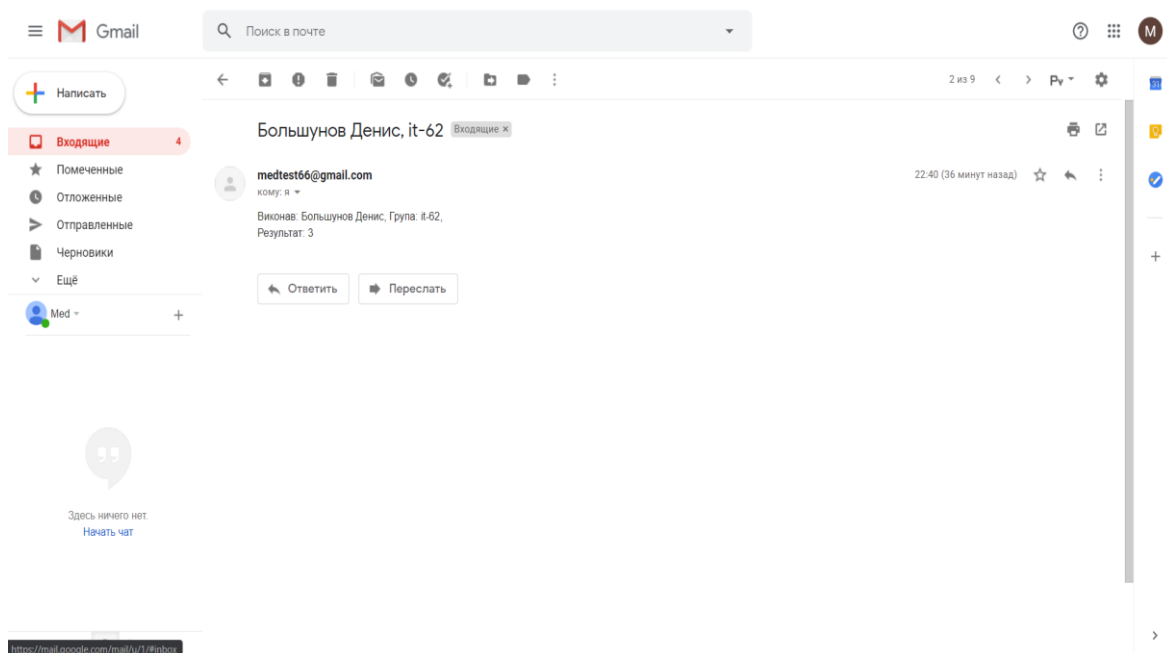 Gmail
Поиск в почте
M
Написать
2 из 9
Ру
31
Входящие 4
Помеченные
Отложенные
Отправленные
Черновики
Ещё
Med
Большунов Денис, it-62 Входящие ×
medtest66@gmail.com
22:40 (36 минут назад)
кому: я
Виконав: Большунов Денис, Група: it-62,
Результат: 3
Ответить
Переслать
Здесь ничего нет.
Начать чат
https://mail.google.com/mail/u/1/#inbox